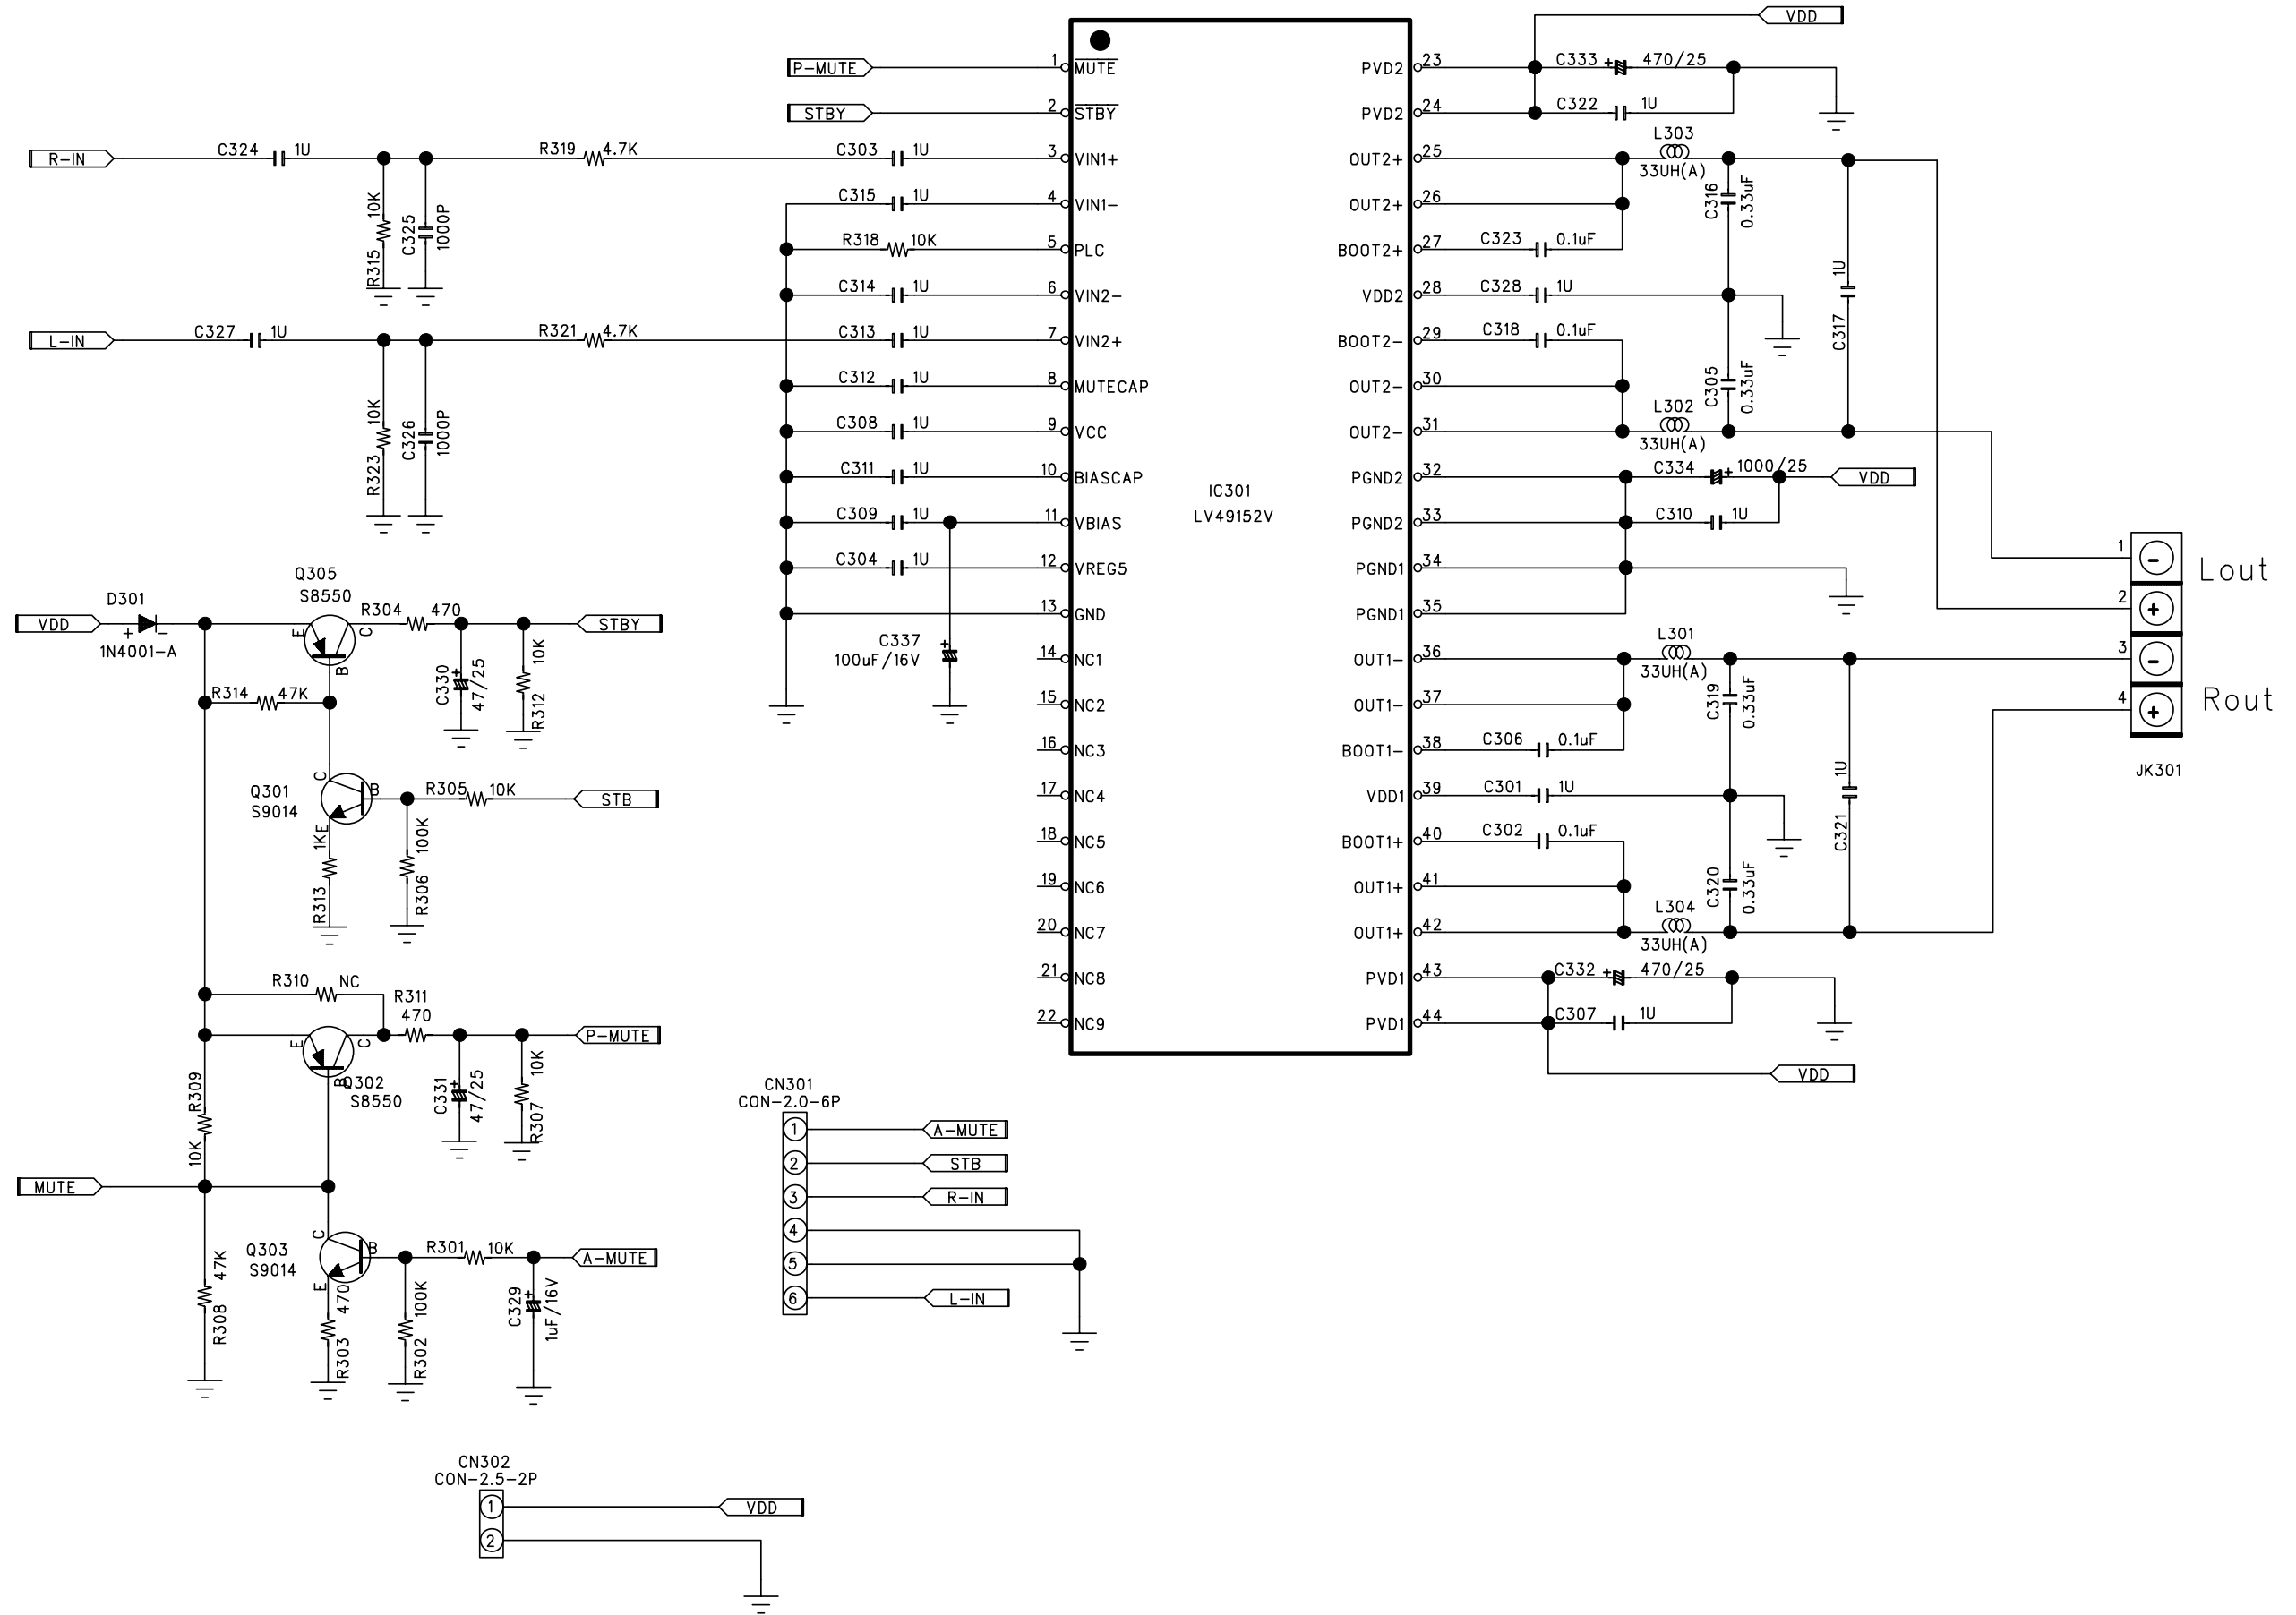 VDD
P-MUTE
1
MUTE
PVD2
23
C333
+
470/25
STBY
2
STBY
PVD2
24
C322
1U
R-IN
C324
1U
R319
4.7K
C303
1U
3
VIN1+
OUT2+
25
L303
33UH(A)
R315
10K
C325
1000P
C315
1U
4
VIN1-
OUT2+
26
C316
0.33uF
R318
10K
5
PLC
BOOT2+
27
C323
0.1uF
C314
1U
6
VIN2-
VDD2
28
C328
1U
C317
1U
L-IN
C327
1U
R321
4.7K
C313
1U
7
VIN2+
BOOT2-
29
C318
0.1uF
R323
10K
C326
1000P
C312
1U
8
MUTECAP
OUT2-
30
C305
0.33uF
C308
1U
9
VCC
OUT2-
31
L302
33UH(A)
C311
1U
10
BIASCAP
PGND2
32
C334
+
1000/25
VDD
IC301
LV49152V
C309
1U
11
VBIAS
PGND2
33
C310
1U
C304
1U
12
VREG5
PGND1
34
13
GND
PGND1
35
C337
+
100uF/16V
14
NC1
OUT1-
36
L301
33UH(A)
15
NC2
OUT1-
37
C319
0.33uF
16
NC3
BOOT1-
38
C306
0.1uF
17
NC4
VDD1
39
C301
1U
C321
1U
18
NC5
BOOT1+
40
C302
0.1uF
19
NC6
OUT1+
41
C320
0.33uF
20
NC7
OUT1+
42
L304
33UH(A)
21
NC8
PVD1
43
C332
+
470/25
22
NC9
PVD1
44
C307
1U
VDD
1
-
Lout
2
+
3
-
Rout
4
+
JK301
VDD
D301
+
-
1N4001-A
Q305
S8550
E
C
B
R304
470
STBY
C330
+
47/25
R312
10K
R314
47K
Q301
S9014
C
B
E
R305
10K
STB
1K
R313
R306
100K
R310
NC
R311
470
P-MUTE
E
C
B
Q302
S8550
C331
+
47/25
R307
10K
R309
10K
MUTE
Q303
S9014
C
B
E
R301
10K
A-MUTE
R308
47K
R303
470
R302
100K
C329
+
1uF/16V
CN301
CON-2.0-6P
1
A-MUTE
2
STB
3
R-IN
4
5
6
L-IN
CN302
CON-2.5-2P
1
VDD
2